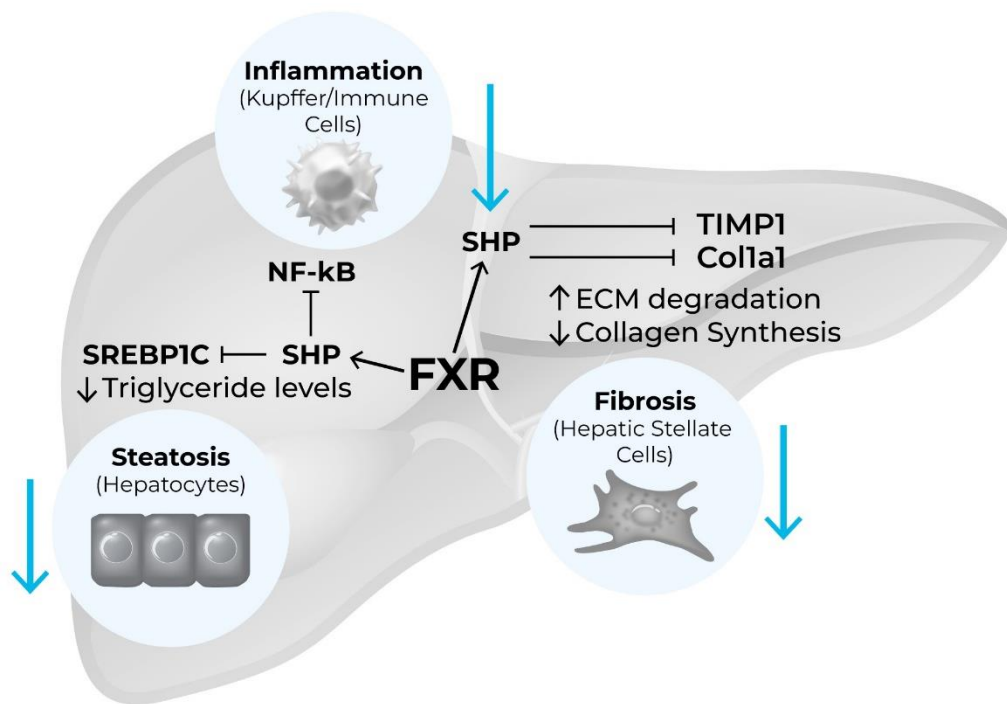 Inflammation
(Kupffer/Immune
Cells)
NF-kB
SREBP1C
SHP
↓ Triglyceride levels
FXR
SHP
TIMP1
Col1a1
↑ ECM degradation
↓ Collagen Synthesis
Steatosis
(Hepatocytes)
Fibrosis
(Hepatic Stellate
Cells)